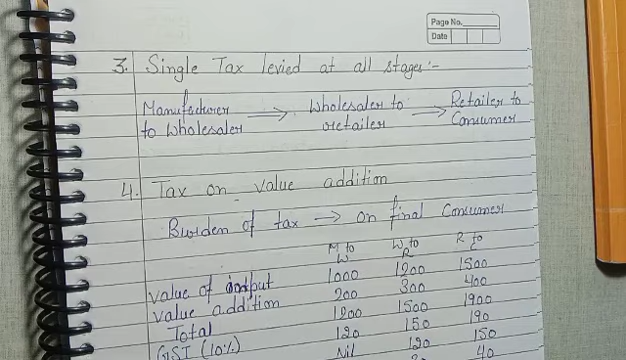 Page No.
Date
3. Single Tax levied at all stages:-
Manufacturer to wholesaler ⇒ Wholesaler to retailer → Retailer to Consumer
4. Tax on value addition
Burden of tax → on final Consumer
M to W W to R R to C
Value of input 1000 1200 1500
Value addition 200 300 400
Total 1200 1500 1900
GST (10%) 120 150 190
Nil 120 150
40